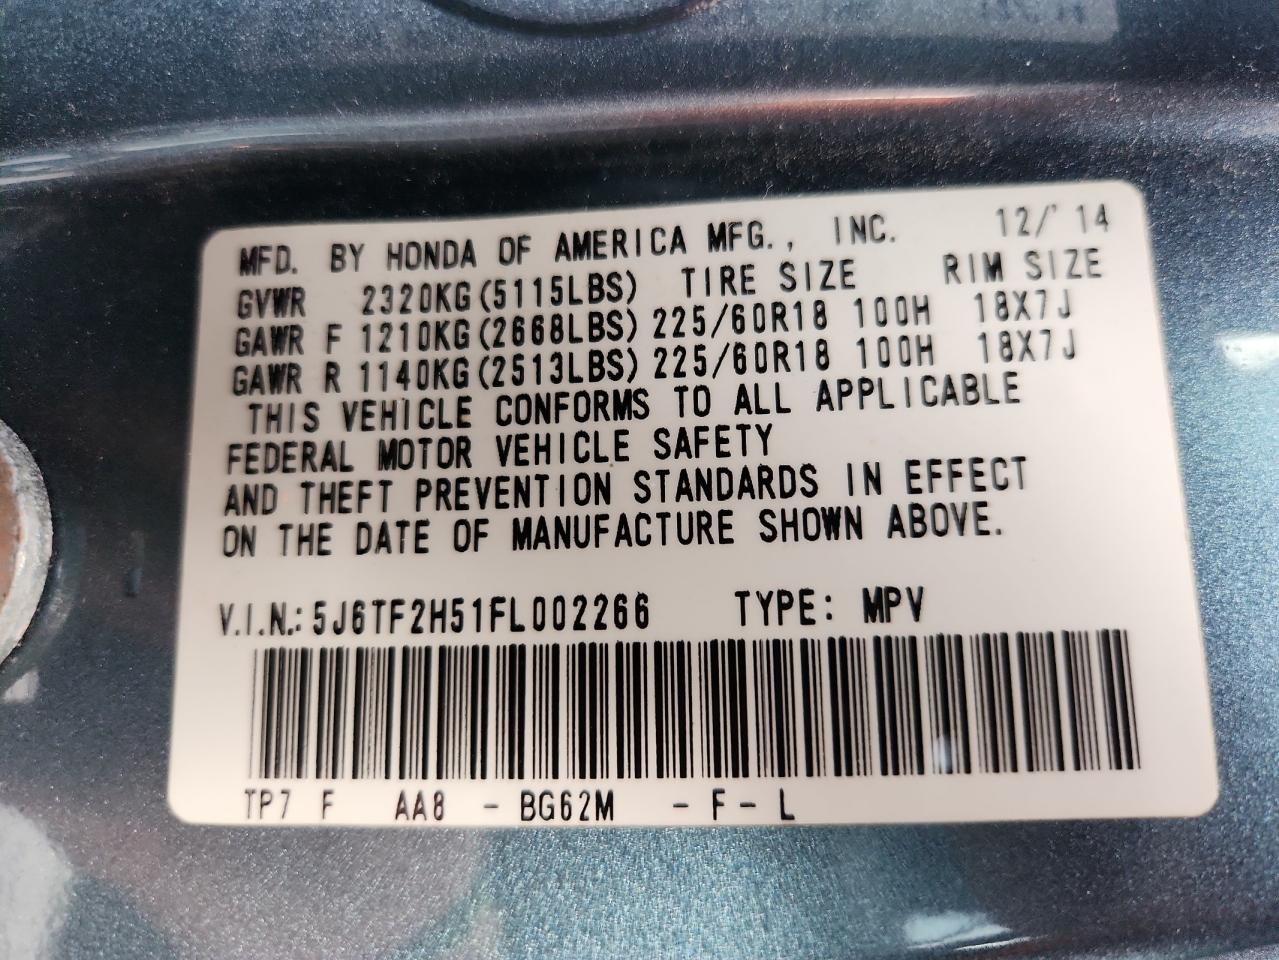 MFD. BY HONDA OF AMERICA MFG., INC. 12/'14
GVWR 2320KG(5115LBS) TIRE SIZE RIM SIZE
GAWR F 1210KG(2668LBS) 225/60R18 100H 18X7J
GAWR R 1140KG(2513LBS) 225/60R18 100H 18X7J
THIS VEHICLE CONFORMS TO ALL APPLICABLE
FEDERAL MOTOR VEHICLE SAFETY
AND THEFT PREVENTION STANDARDS IN EFFECT
ON THE DATE OF MANUFACTURE SHOWN ABOVE.
V.I.N.: 5J6TF2H51FL002266 TYPE: MPV
TP7 F AA8 - BG62M - F - L